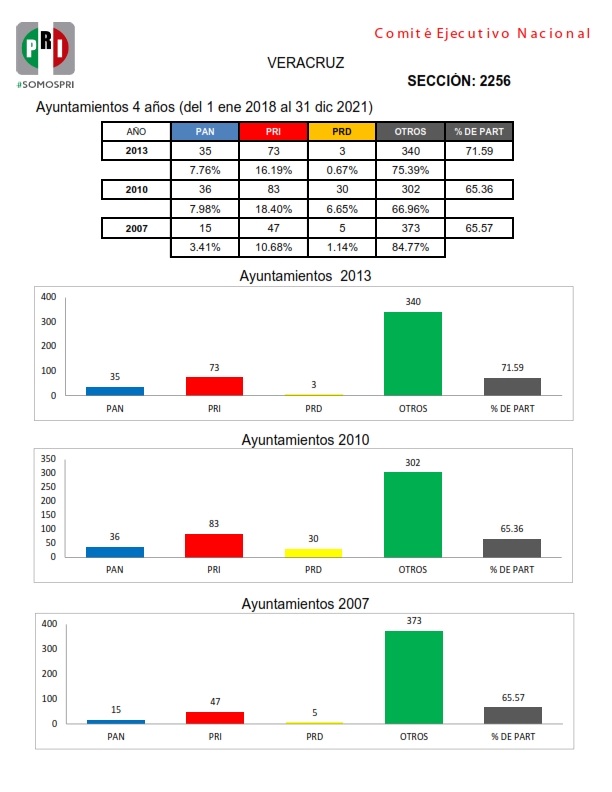 Comité Ejecutivo Nacional
PRI
#SOMOSPRI
VERACRUZ
SECCIÓN: 2256
Ayuntamientos 4 años (del 1 ene 2018 al 31 dic 2021)
AÑO PAN PRI PRD OTROS % DE PART
2013 35 73 3 340 71.59
7.76% 16.19% 0.67% 75.39%
2010 36 83 30 302 65.36
7.98% 18.40% 6.65% 66.96%
2007 15 47 5 373 65.57
3.41% 10.68% 1.14% 84.77%
Ayuntamientos 2013
400
300
200
100
0
35 73 3 340 71.59
PAN PRI PRD OTROS % DE PART
Ayuntamientos 2010
350
300
250
200
150
100
50
0
36 83 30 302 65.36
PAN PRI PRD OTROS % DE PART
Ayuntamientos 2007
400
300
200
100
0
15 47 5 373 65.57
PAN PRI PRD OTROS % DE PART